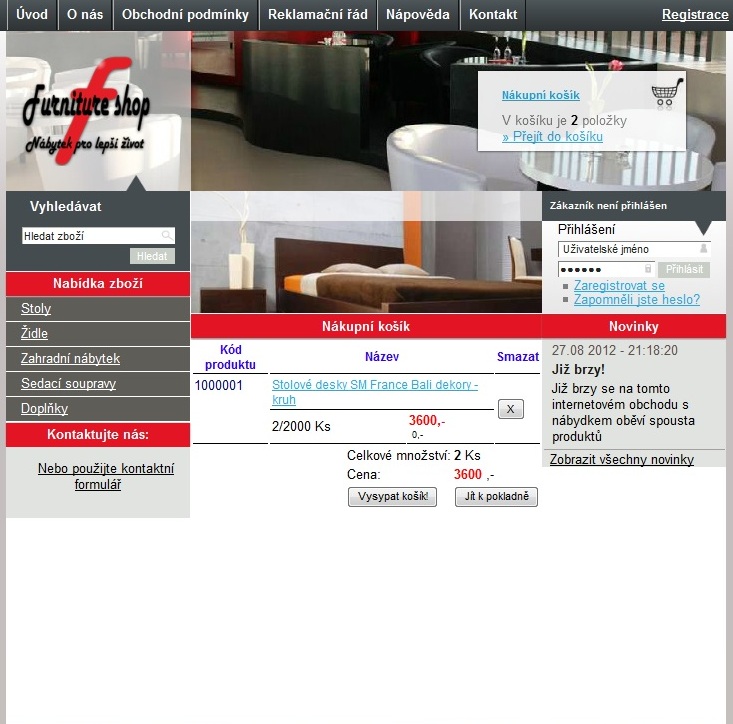 Úvod O nás Obchodní podmínky Reklamační řád Nápověda Kontakt Registrace
Furniture shop
Nábytek pro lepší život
Nákupní košík
V košíku je 2 položky
» Přejít do košíku
Vyhledávat
Hledat zboží
Hledat
Nabídka zboží
Stoly
Židle
Zahradní nábytek
Sedací soupravy
Doplňky
Kontaktujte nás:
Nebo použijte kontaktní
formulář
Nákupní košík
Kód produktu Název Smazat
1000001 Stolové desky SM France Bali dekory -
kruh
X
2/2000 Ks 3600,-
0,-
Celkové množství: 2 Ks
Cena: 3600 ,-
Vysypat košík! Jít k pokladně
Zákazník není přihlášen
Přihlášení
Uživatelské jméno
••••••
Přihlásit
Zaregistrovat se
Zapomněli jste heslo?
Novinky
27.08 2012 - 21:18:20
Již brzy!
Již brzy se na tomto
internetovém obchodu s
nábydkem oběví spousta
produktů
Zobrazit všechny novinky